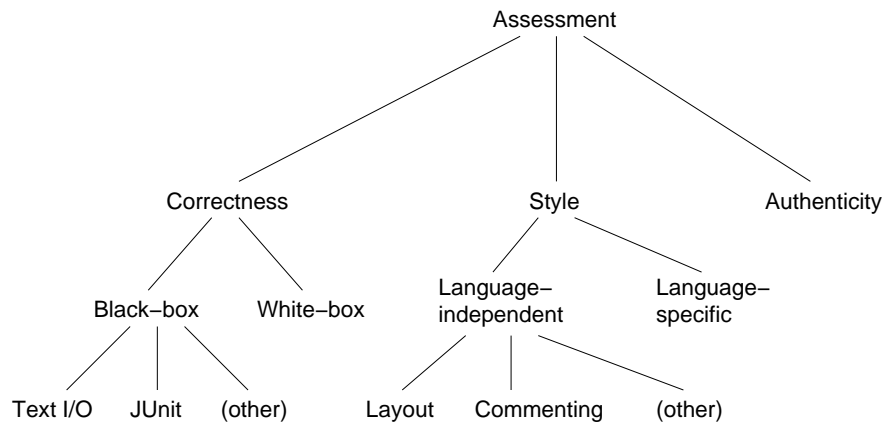 Assessment
Correctness
Style
Authenticity
Black−box
White−box
Language−
independent
Language−
specific
Text I/O
JUnit
(other)
Layout
Commenting
(other)